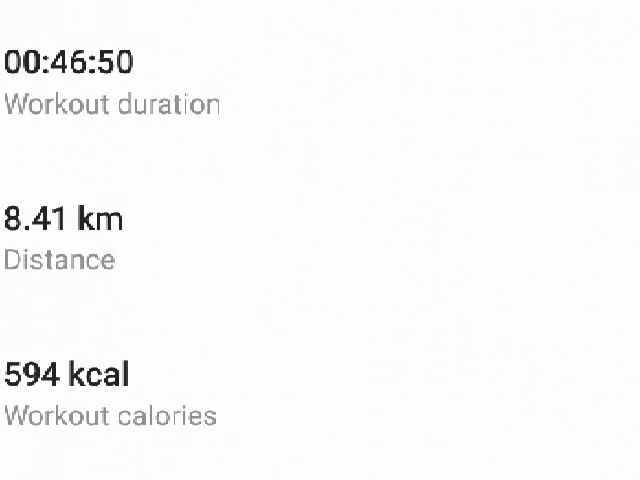 00:46:50
Workout duration
8.41 km
Distance
594 kcal
Workout calories